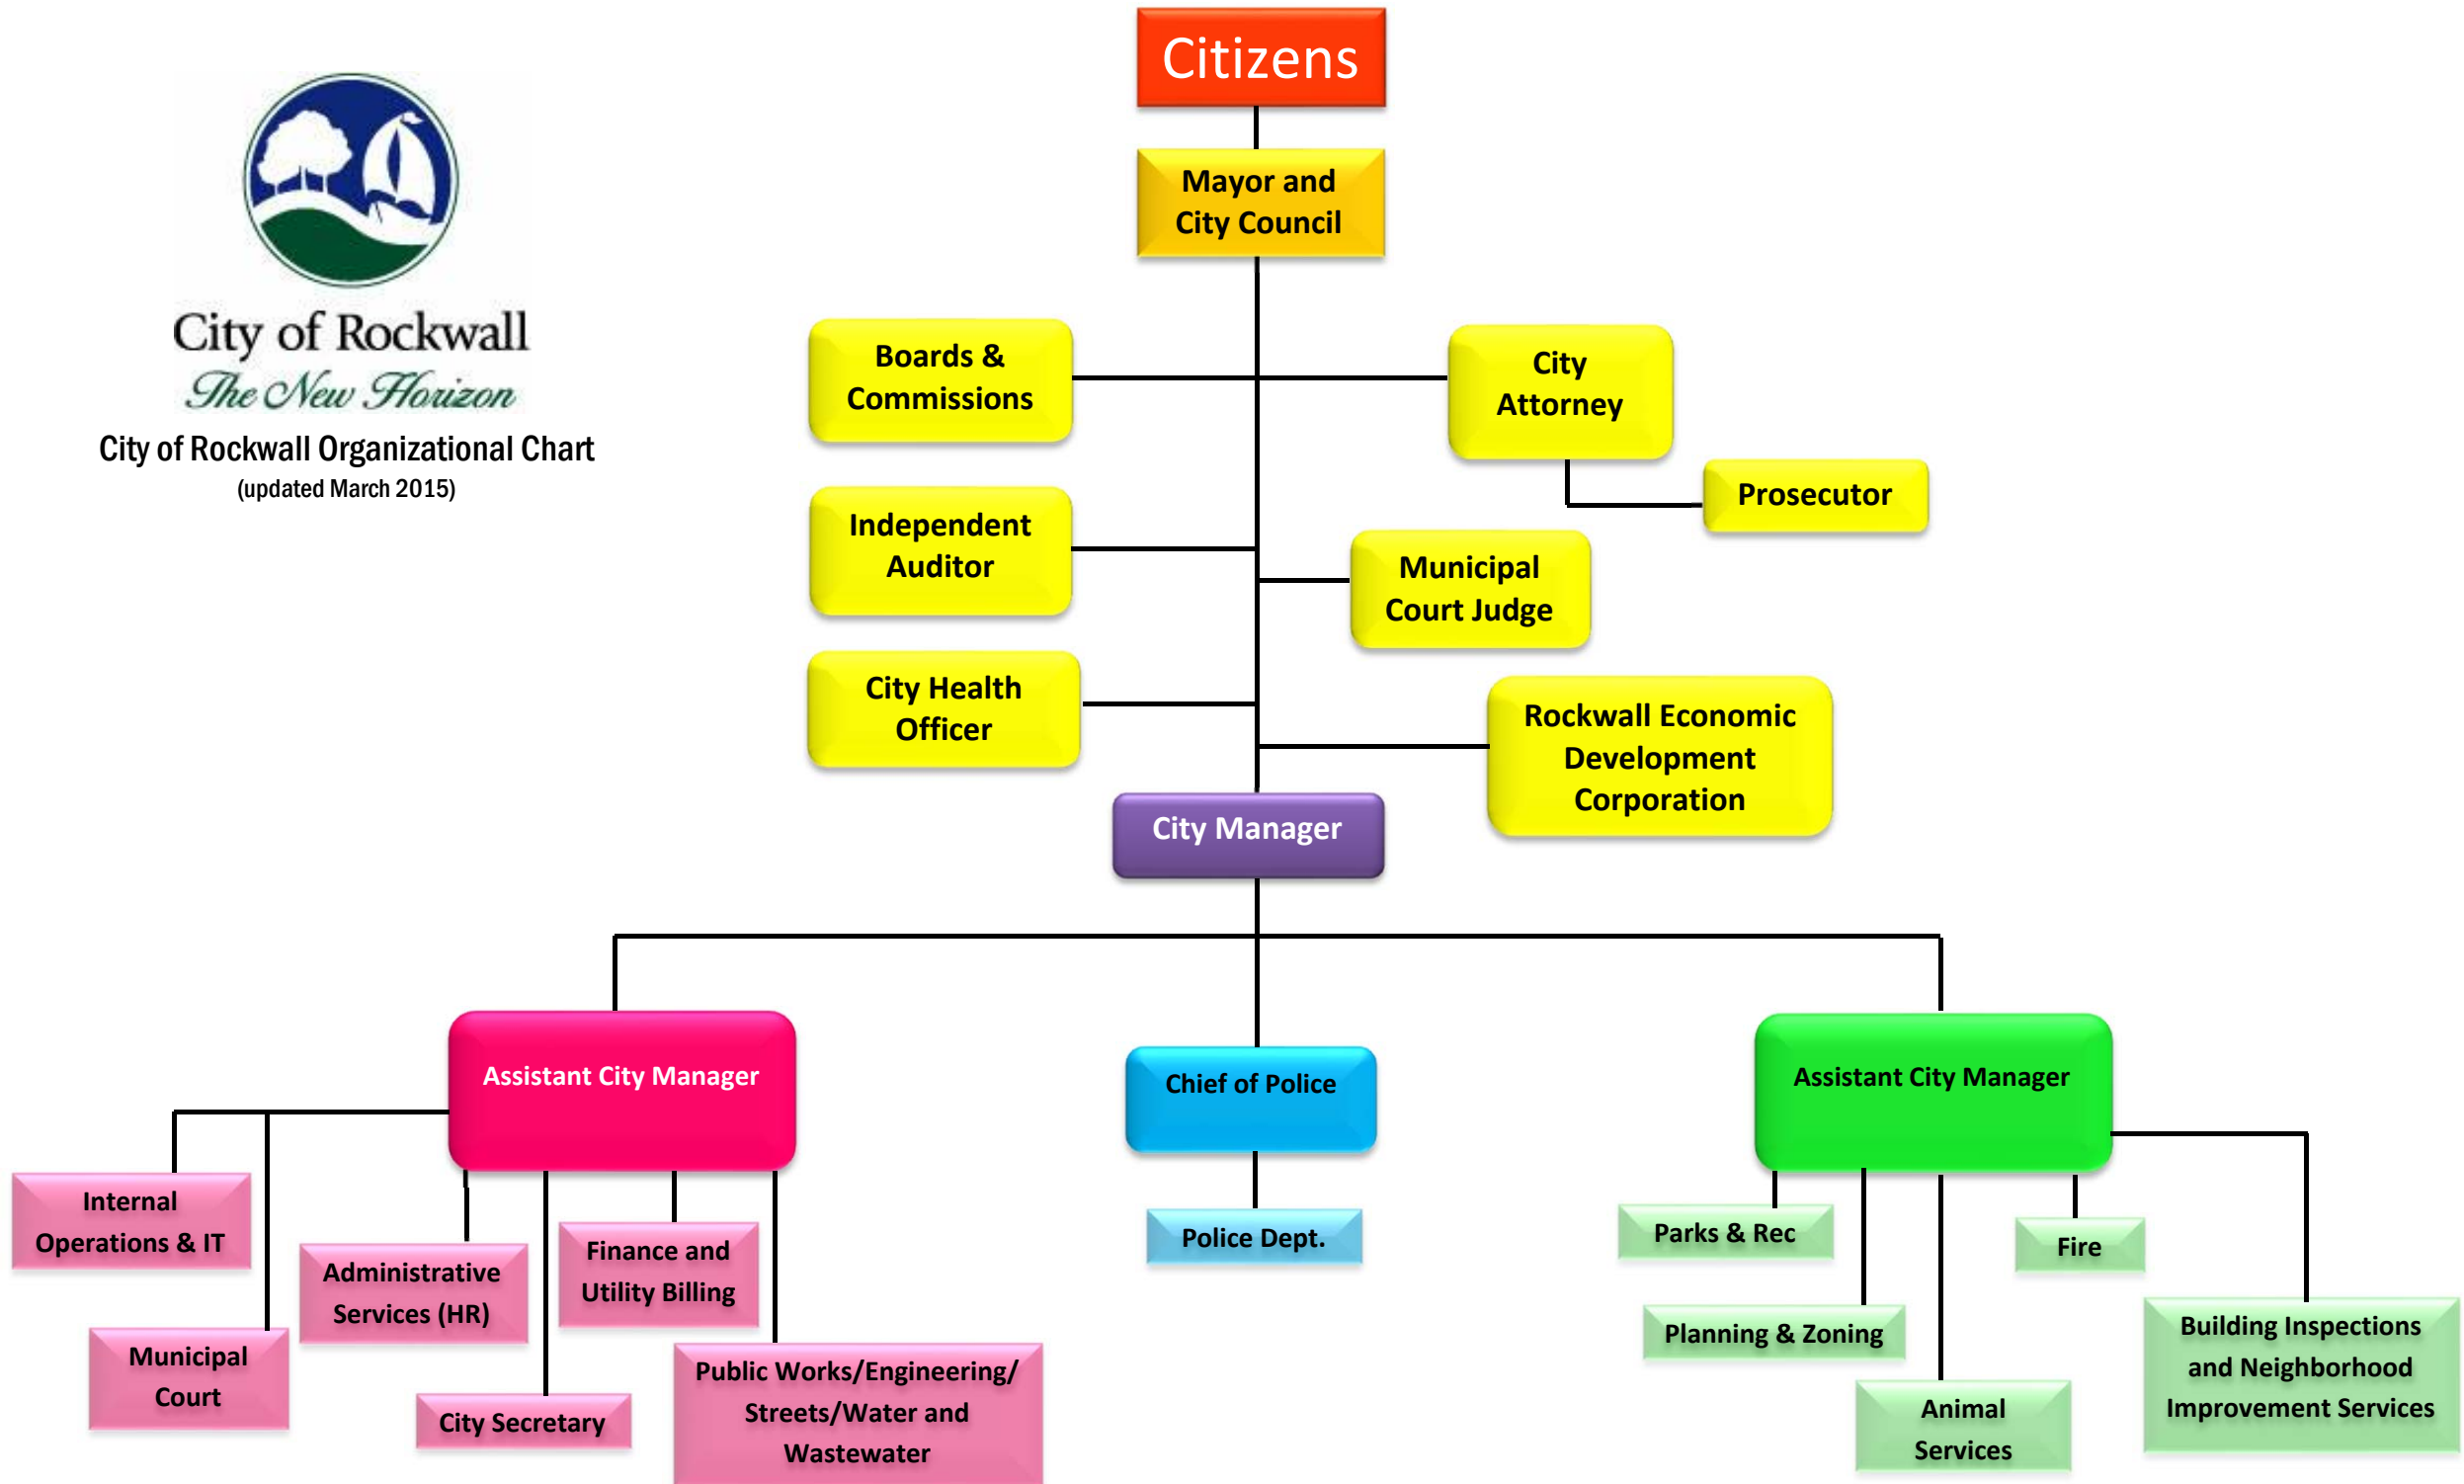 Citizens
Mayor and
City Council
City of Rockwall
The New Horizon
City of Rockwall Organizational Chart
(updated March 2015)
Boards &
Commissions
City
Attorney
Prosecutor
Independent
Auditor
Municipal
Court Judge
City Health
Officer
Rockwall Economic
Development
Corporation
City Manager
Assistant City Manager
Chief of Police
Assistant City Manager
Internal
Operations & IT
Municipal
Court
Administrative
Services (HR)
City Secretary
Finance and
Utility Billing
Public Works/Engineering/
Streets/Water and
Wastewater
Police Dept.
Parks & Rec
Planning & Zoning
Animal
Services
Fire
Building Inspections
and Neighborhood
Improvement Services